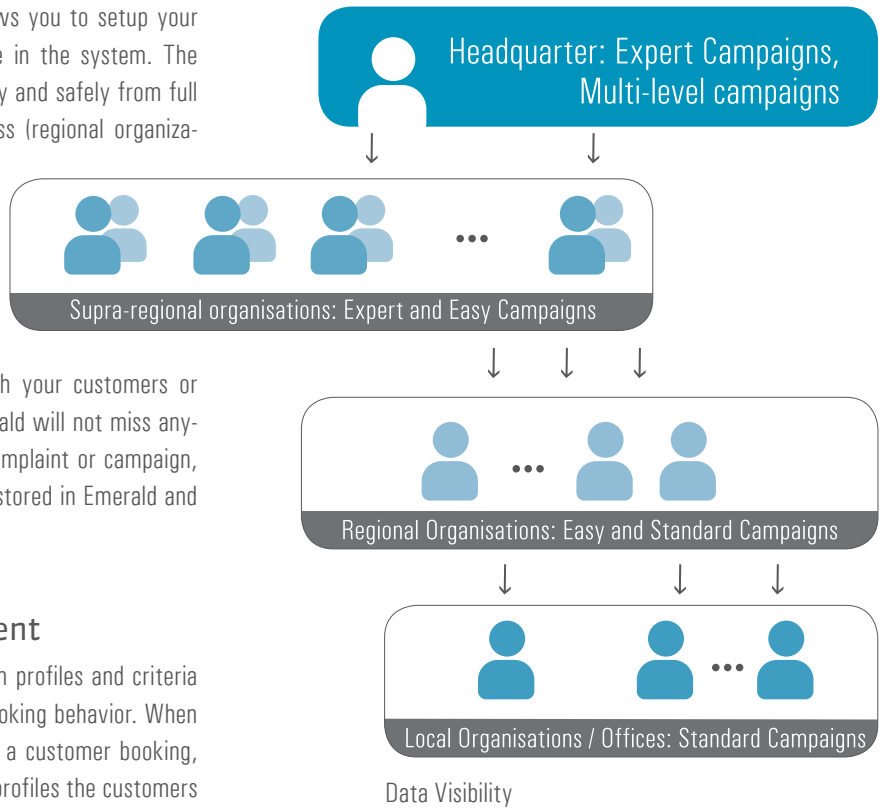 ws you to setup your
e in the system. The
y and safely from full
ss (regional organiza-
Headquarter: Expert Campaigns,
Multi-level campaigns
Supra-regional organisations: Expert and Easy Campaigns
h your customers or
ald will not miss any-
mplaint or campaign,
stored in Emerald and
Regional Organisations: Easy and Standard Campaigns
ent
n profiles and criteria
oking behavior. When
a customer booking,
profiles the customers
Local Organisations / Offices: Standard Campaigns
Data Visibility